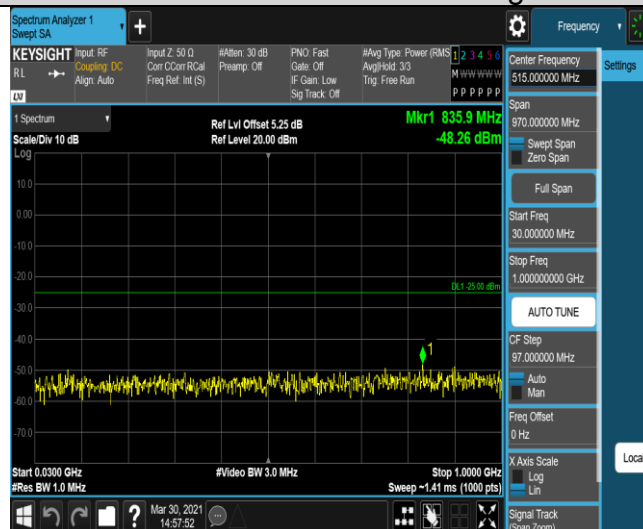 Spectrum Analyzer 1
Swept SA
+
Frequency
KEYSIGHT
RL
LXI
Input: RF
Coupling: DC
Align: Auto
Input Z: 50 Ω
Corr CCorr RCal
Freq Ref: Int (S)
#Atten: 30 dB
Preamp: Off
PNO: Fast
Gate: Off
IF Gain: Low
Sig Track: Off
#Avg Type: Power (RMS
Avg|Hold: 3/3
Trig: Free Run
1 2 3 4 5 6
M W W W W W
P P P P P P
1 Spectrum
Scale/Div 10 dB
Log
Ref Lvl Offset 5.25 dB
Ref Level 20.00 dBm
Mkr1 835.9 MHz
-48.26 dBm
10.0
0.00
-10.0
-20.0
DL1 -25.00 dBm
-30.0
-40.0
1
-50.0
-60.0
-70.0
Start 0.0300 GHz
#Res BW 1.0 MHz
#Video BW 3.0 MHz
Stop 1.0000 GHz
Sweep ~1.41 ms (1000 pts)
?
Mar 30, 2021
14:57:52
Center Frequency
515.000000 MHz
Span
970.000000 MHz
Swept Span
Zero Span
Full Span
Start Freq
30.000000 MHz
Stop Freq
1.000000000 GHz
AUTO TUNE
CF Step
97.000000 MHz
Auto
Man
Freq Offset
0 Hz
X Axis Scale
Log
Lin
Signal Track
(Span Zoom)
Settings
Local